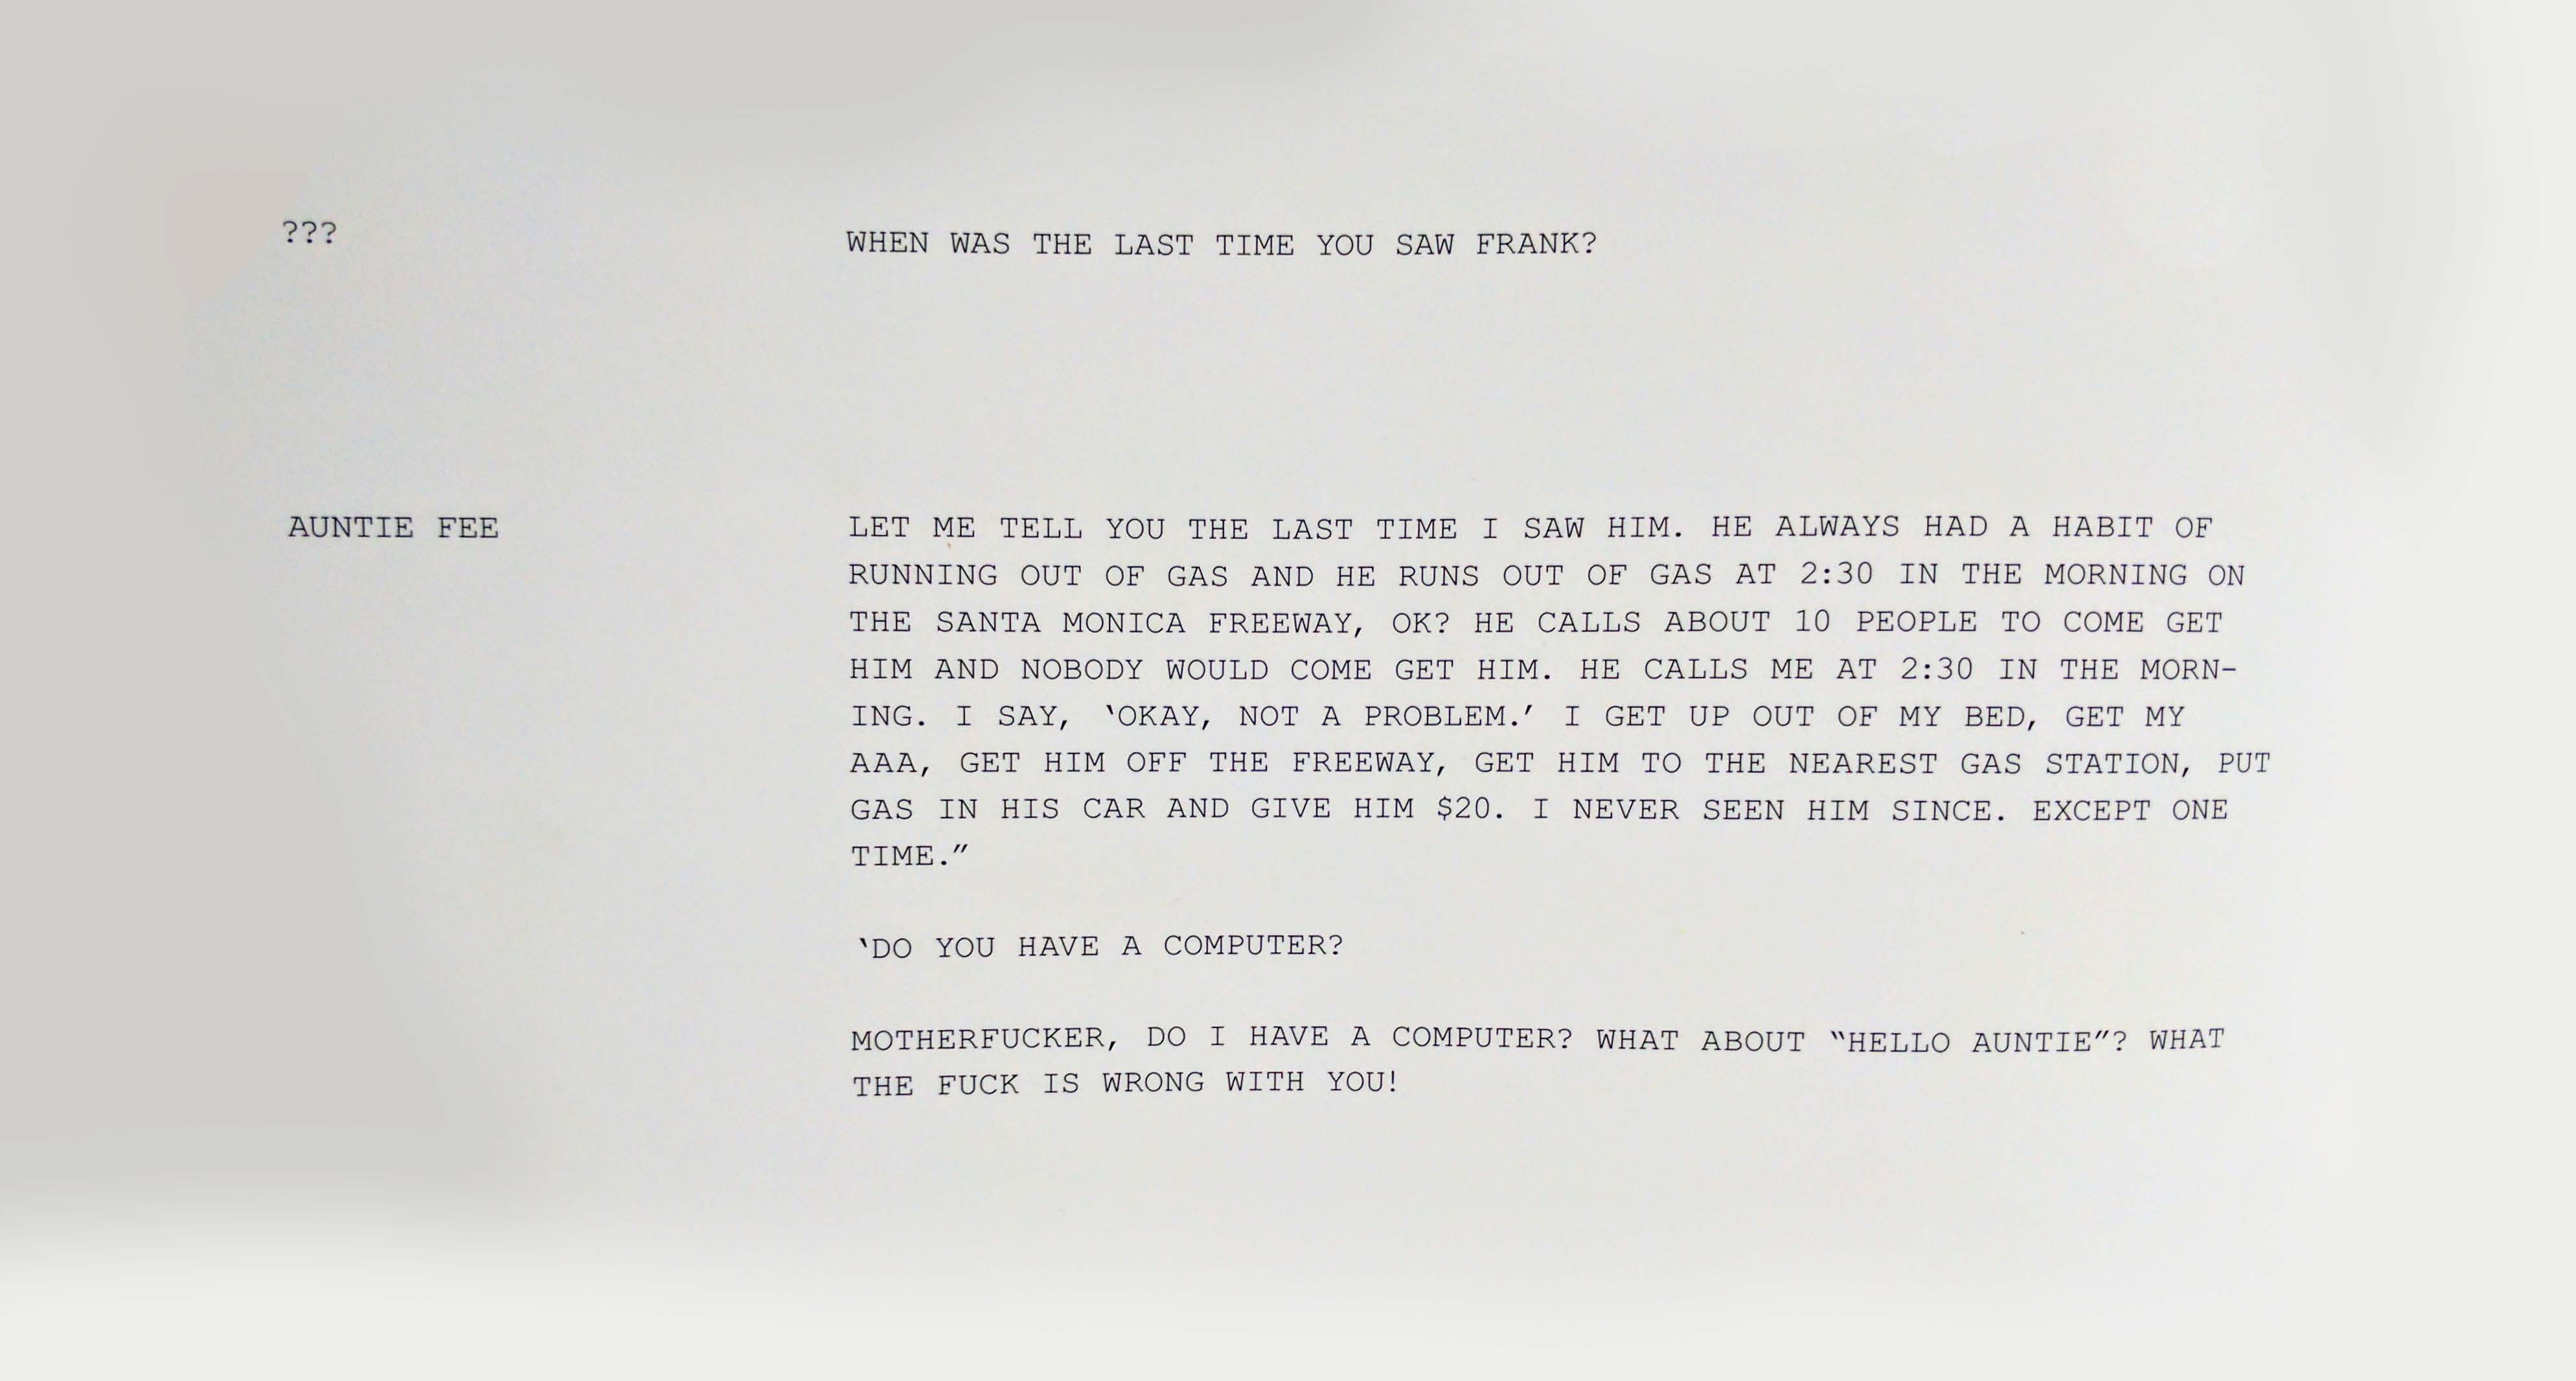 ???
WHEN WAS THE LAST TIME YOU SAW FRANK?
AUNTIE FEE
LET ME TELL YOU THE LAST TIME I SAW HIM. HE ALWAYS HAD A HABIT OF
RUNNING OUT OF GAS AND HE RUNS OUT OF GAS AT 2:30 IN THE MORNING ON
THE SANTA MONICA FREEWAY, OK? HE CALLS ABOUT 10 PEOPLE TO COME GET
HIM AND NOBODY WOULD COME GET HIM. HE CALLS ME AT 2:30 IN THE MORN-
ING. I SAY, ‘OKAY, NOT A PROBLEM.’ I GET UP OUT OF MY BED, GET MY
AAA, GET HIM OFF THE FREEWAY, GET HIM TO THE NEAREST GAS STATION, PUT
GAS IN HIS CAR AND GIVE HIM $20. I NEVER SEEN HIM SINCE. EXCEPT ONE
TIME.”
‘DO YOU HAVE A COMPUTER?
MOTHERFUCKER, DO I HAVE A COMPUTER? WHAT ABOUT “HELLO AUNTIE”? WHAT
THE FUCK IS WRONG WITH YOU!